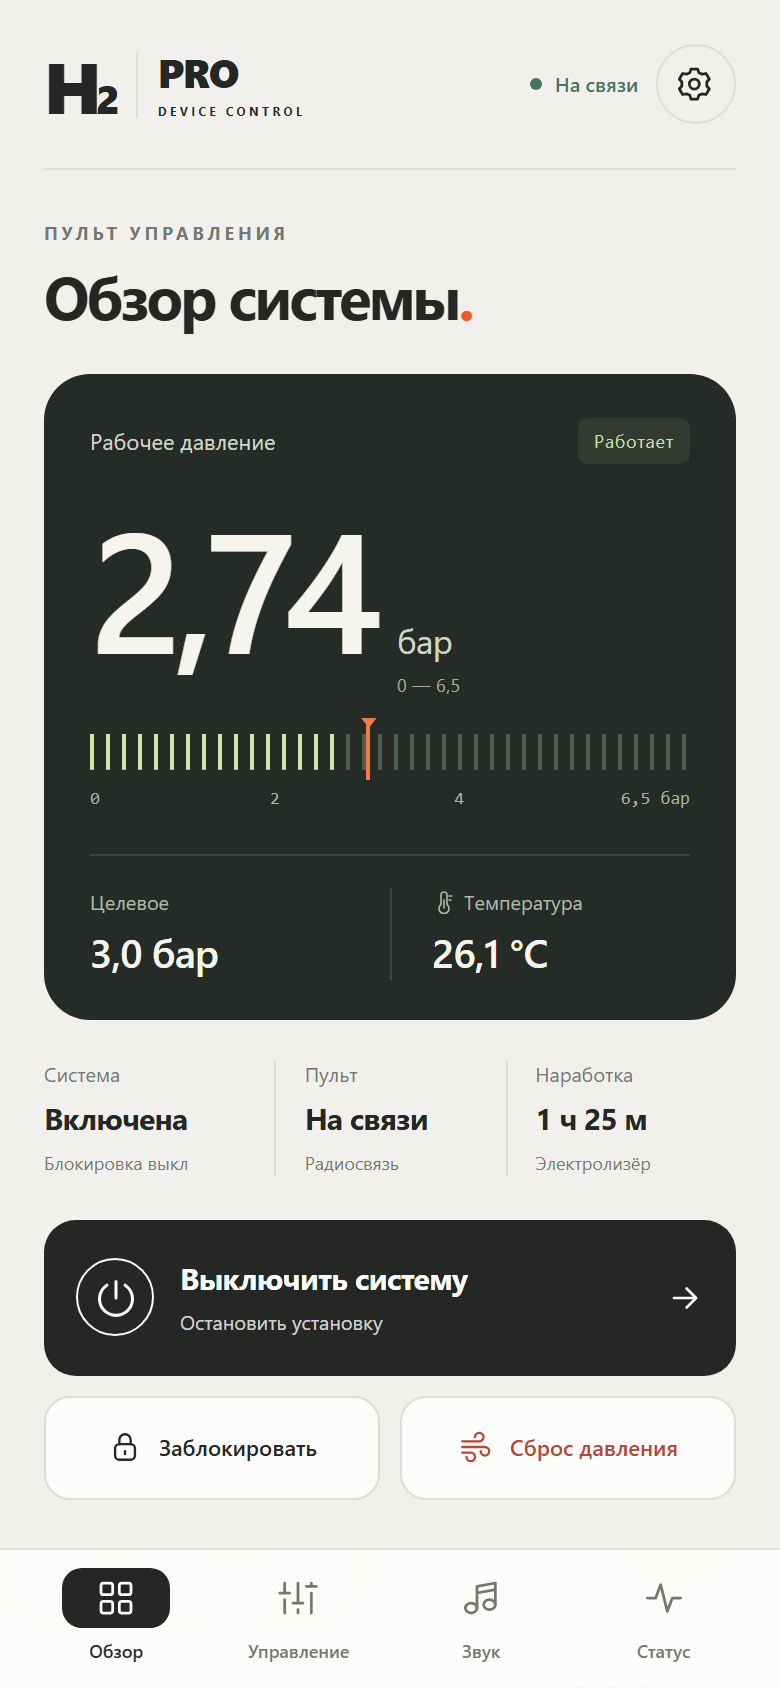 H2
PRO
DEVICE CONTROL
На связи
ПУЛЬТ УПРАВЛЕНИЯ
Обзор системы.
Рабочее давление
Работает
2,74 бар
0 — 6,5
0 2 4 6,5 бар
Целевое
3,0 бар
Температура
26,1 °C
Система
Включена
Блокировка выкл
Пульт
На связи
Радиосвязь
Наработка
1 ч 25 м
Электролизёр
Выключить систему
Остановить установку
Заблокировать
Сброс давления
Обзор
Управление
Звук
Статус